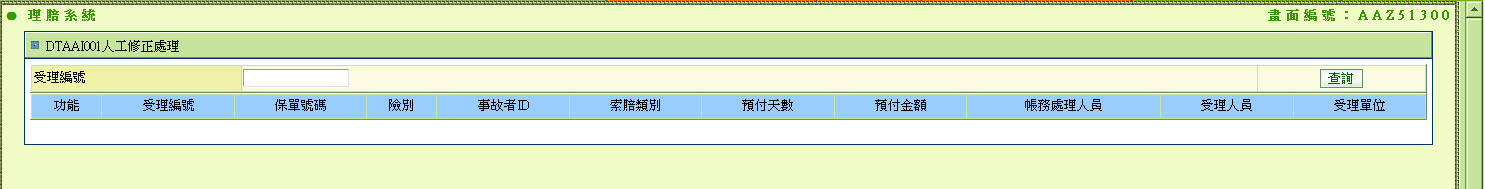 理賠系統 畫面編號：AAZ51300
DTAAI001人工修正處理
受理編號 查詢
功能 受理編號 保單號碼 險別 事故者ID 索賠類別 預付天數 預付金額 帳務處理人員 受理人員 受理單位